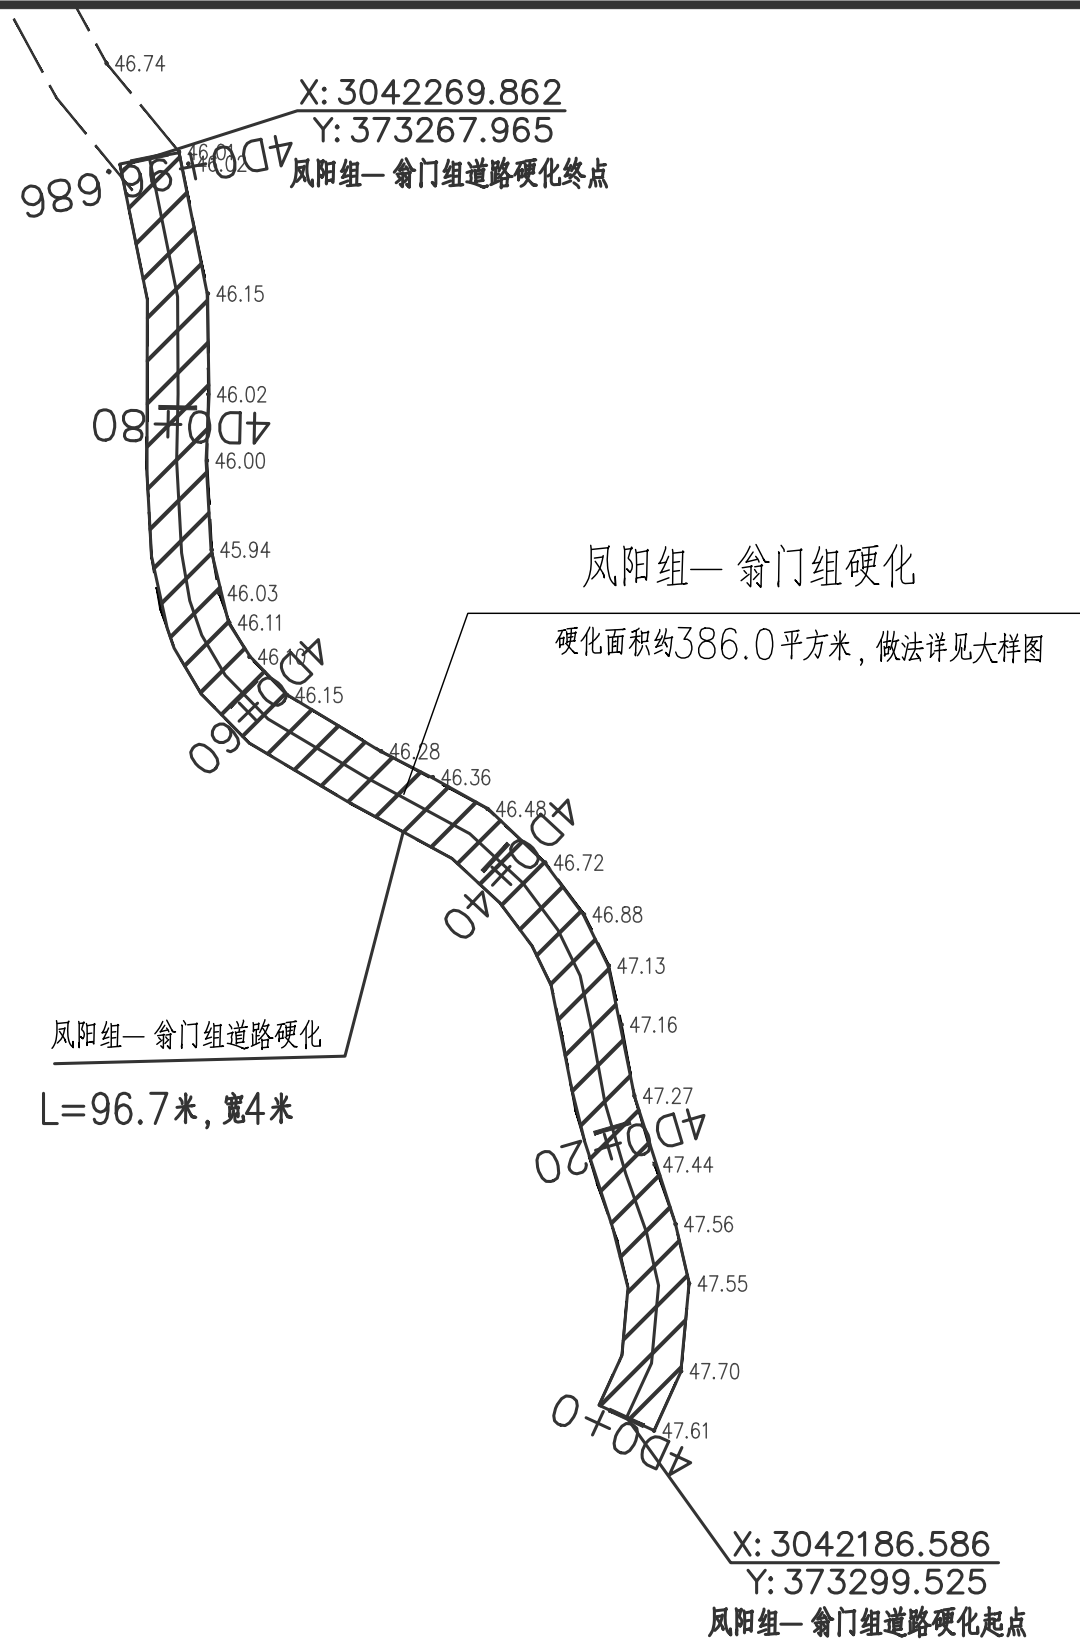 46.74
X: 3042269.862
Y: 373267.965
凤阳组— 翁门组道路硬化终点
46.01
46.02
4D0+96.686
46.15
46.02
4D0+80
46.00
45.94
凤阳组— 翁门组硬化
46.03
46.11
硬化面积约386.0平方米, 做法详见大样图
46.10
46.15
4D0+60
46.28
46.36
46.48
4D0+40
46.72
46.88
47.13
47.16
凤阳组— 翁门组道路硬化
L=96.7米, 宽4米
47.27
4D0+20
47.44
47.56
47.55
47.70
4D0+0
47.61
X: 3042186.586
Y: 373299.525
凤阳组— 翁门组道路硬化起点